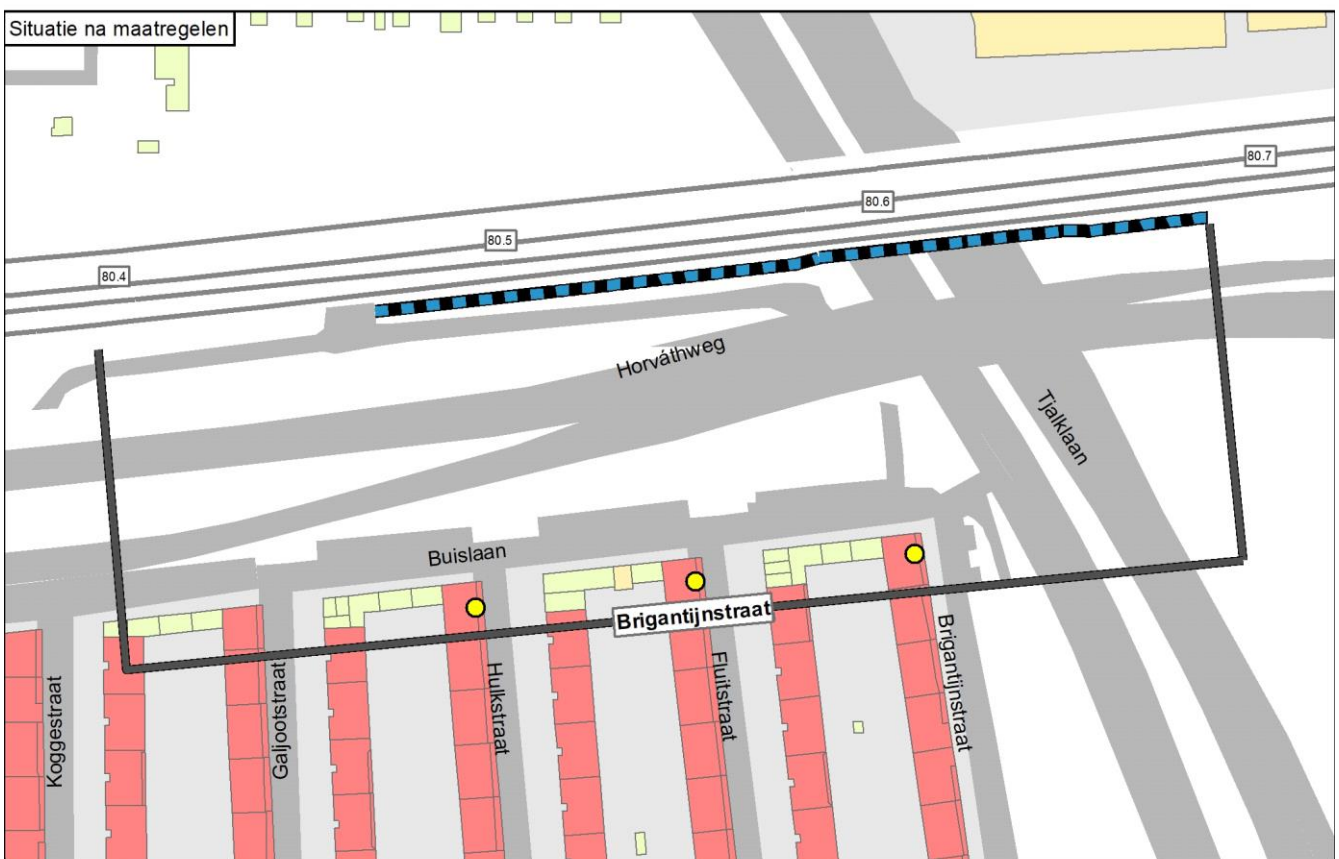 Situatie na maatregelen
80.7
80.6
80.5
80.4
Horváthweg
Tjalklaan
Buislaan
Brigantijnstraat
Koggestraat
Galjootstraat
Hulkstraat
Fluitstraat
Brigantijnstraat